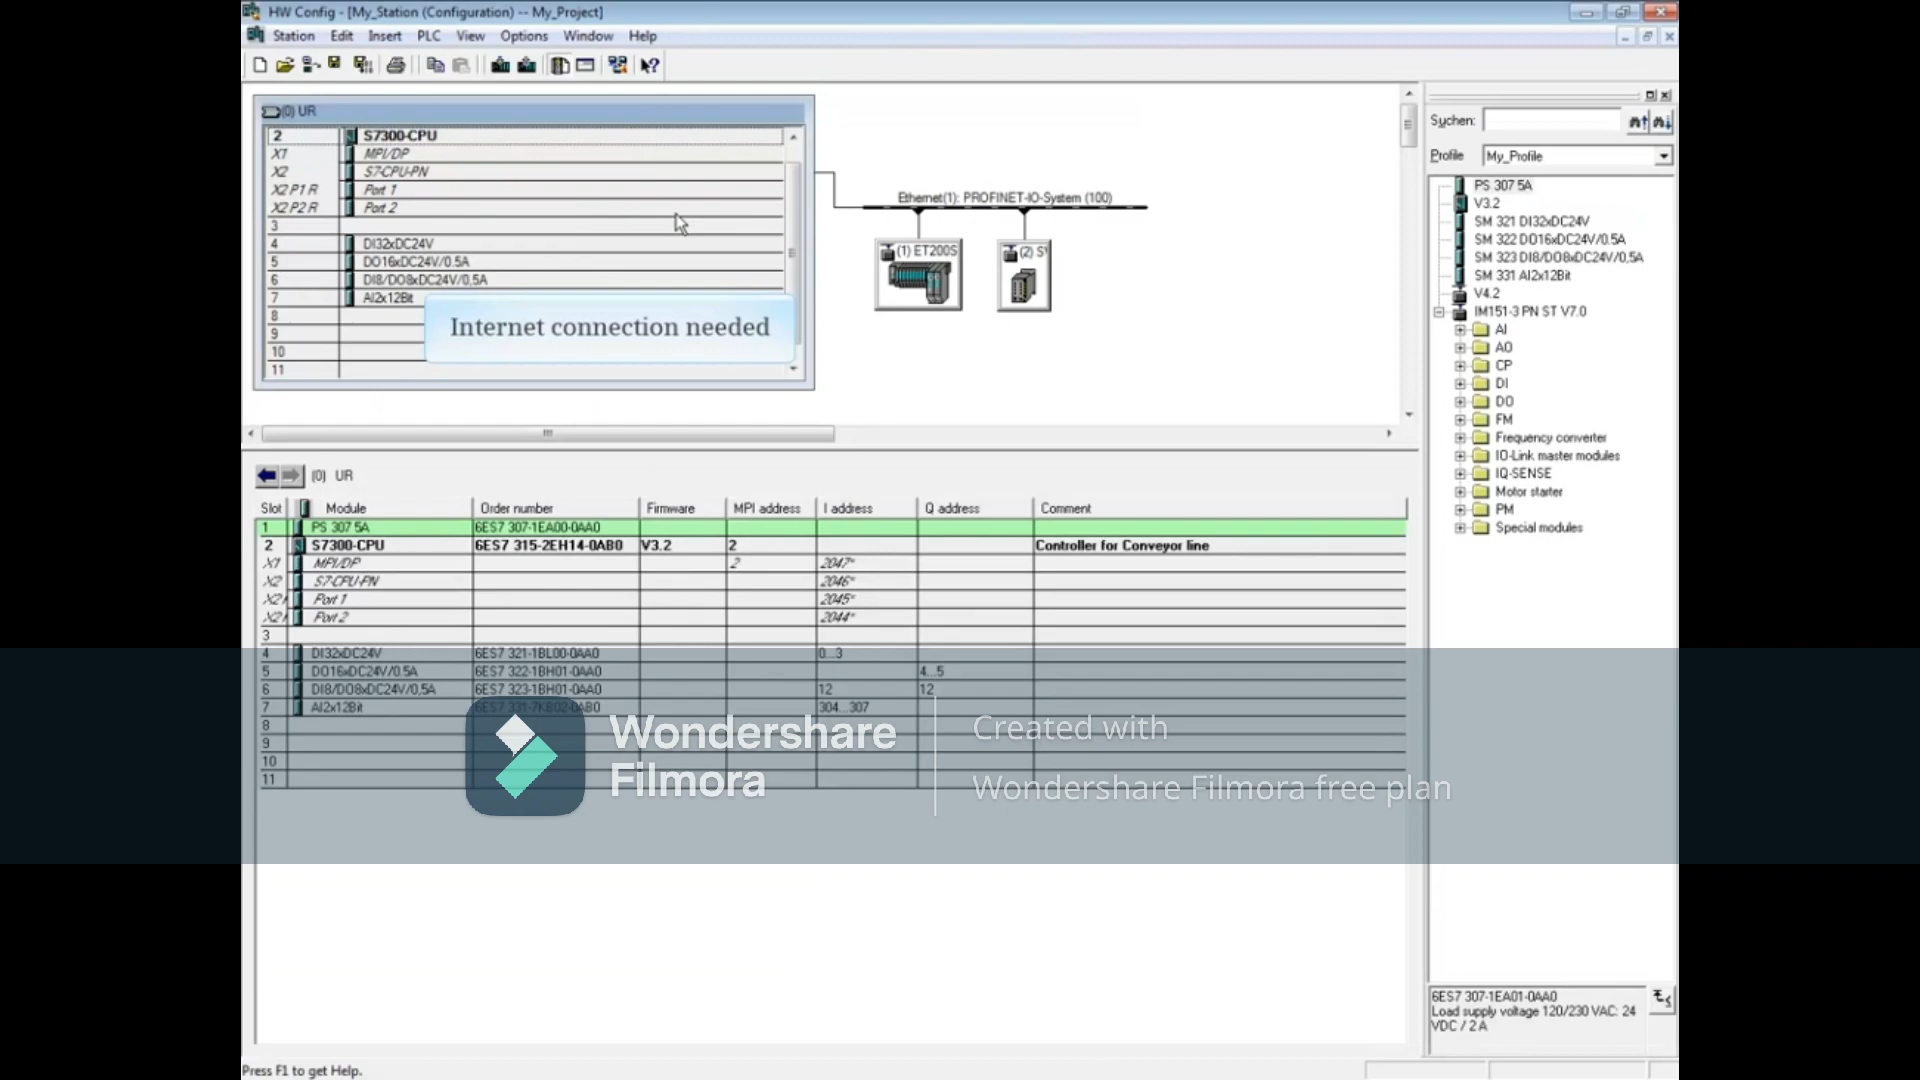 HW Config - [My_Station (Configuration) -- My_Project]
Station Edit Insert PLC View Options Window Help
(0) UR
2 S7300-CPU
X1 MPI/DP
X2 S7-CPU-PN
X2 P1 R Port 1
X2 P2 R Port 2
3
4 DI32xDC24V
5 DO16xDC24V/0.5A
6 DI8/DO8xDC24V/0,5A
7 AI2x12Bit
8
9
10
11
Internet connection needed
Ethernet(1): PROFINET-IO-System (100)
(1) ET200S
(2) S
Suchen:
Profile My_Profile
PS 307 5A
V3.2
SM 321 DI32xDC24V
SM 322 DO16xDC24V/0.5A
SM 323 DI8/DO8xDC24V/0,5A
SM 331 AI2x12Bit
V4.2
IM151-3 PN ST V7.0
AI
AO
CP
DI
DO
FM
Frequency converter
IO-Link master modules
IQ-SENSE
Motor starter
PM
Special modules
(0) UR
Slot Module Order number Firmware MPI address I address Q address Comment
1 PS 307 5A 6ES7 307-1EA00-0AA0
2 S7300-CPU 6ES7 315-2EH14-0AB0 V3.2 2 Controller for Conveyor line
X1 MPI/DP 2 2047*
X2 S7-CPU-PN 2046*
X2 Port 1 2045*
X2 Port 2 2044*
3
4 DI32xDC24V 6ES7 321-1BL00-0AA0 0...3
5 DO16xDC24V/0.5A 6ES7 322-1BH01-0AA0 4...5
6 DI8/DO8xDC24V/0,5A 6ES7 323-1BH01-0AA0 12 12
7 AI2x12Bit 6ES7 331-7KB02-0AB0 304...307
8
9
10
11
Wondershare
Filmora
Created with
Wondershare Filmora free plan
6ES7 307-1EA01-0AA0
Load supply voltage 120/230 VAC: 24
VDC / 2 A
Press F1 to get Help.